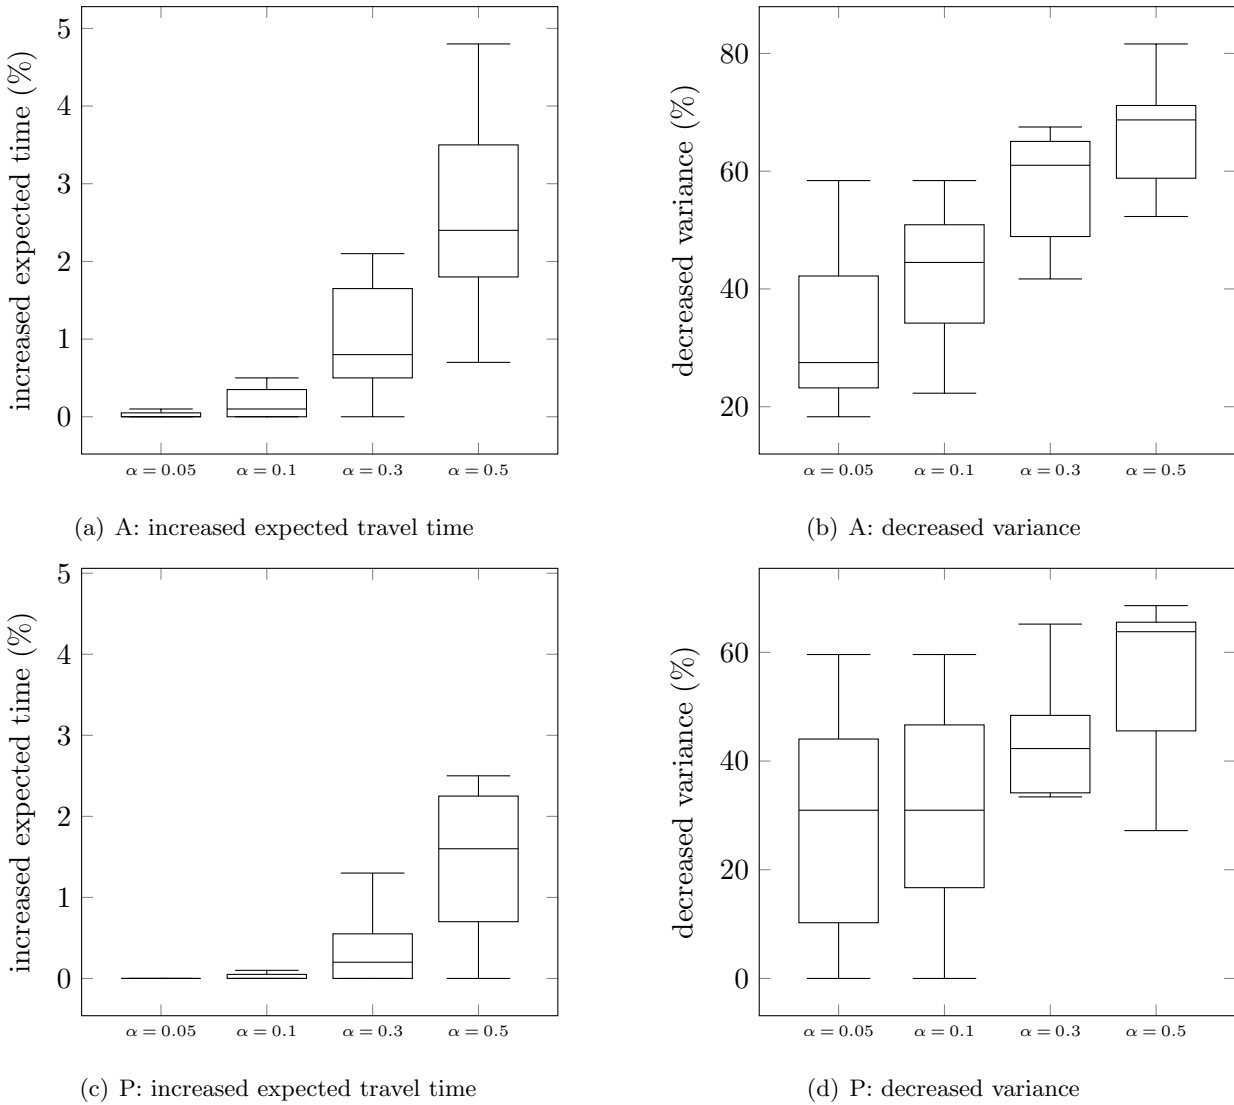 increased expected time (%)
5
4
3
2
1
0
α = 0.05
α = 0.1
α = 0.3
α = 0.5
(a) A: increased expected travel time
decreased variance (%)
80
60
40
20
α = 0.05
α = 0.1
α = 0.3
α = 0.5
(b) A: decreased variance
increased expected time (%)
5
4
3
2
1
0
α = 0.05
α = 0.1
α = 0.3
α = 0.5
(c) P: increased expected travel time
decreased variance (%)
60
40
20
0
α = 0.05
α = 0.1
α = 0.3
α = 0.5
(d) P: decreased variance